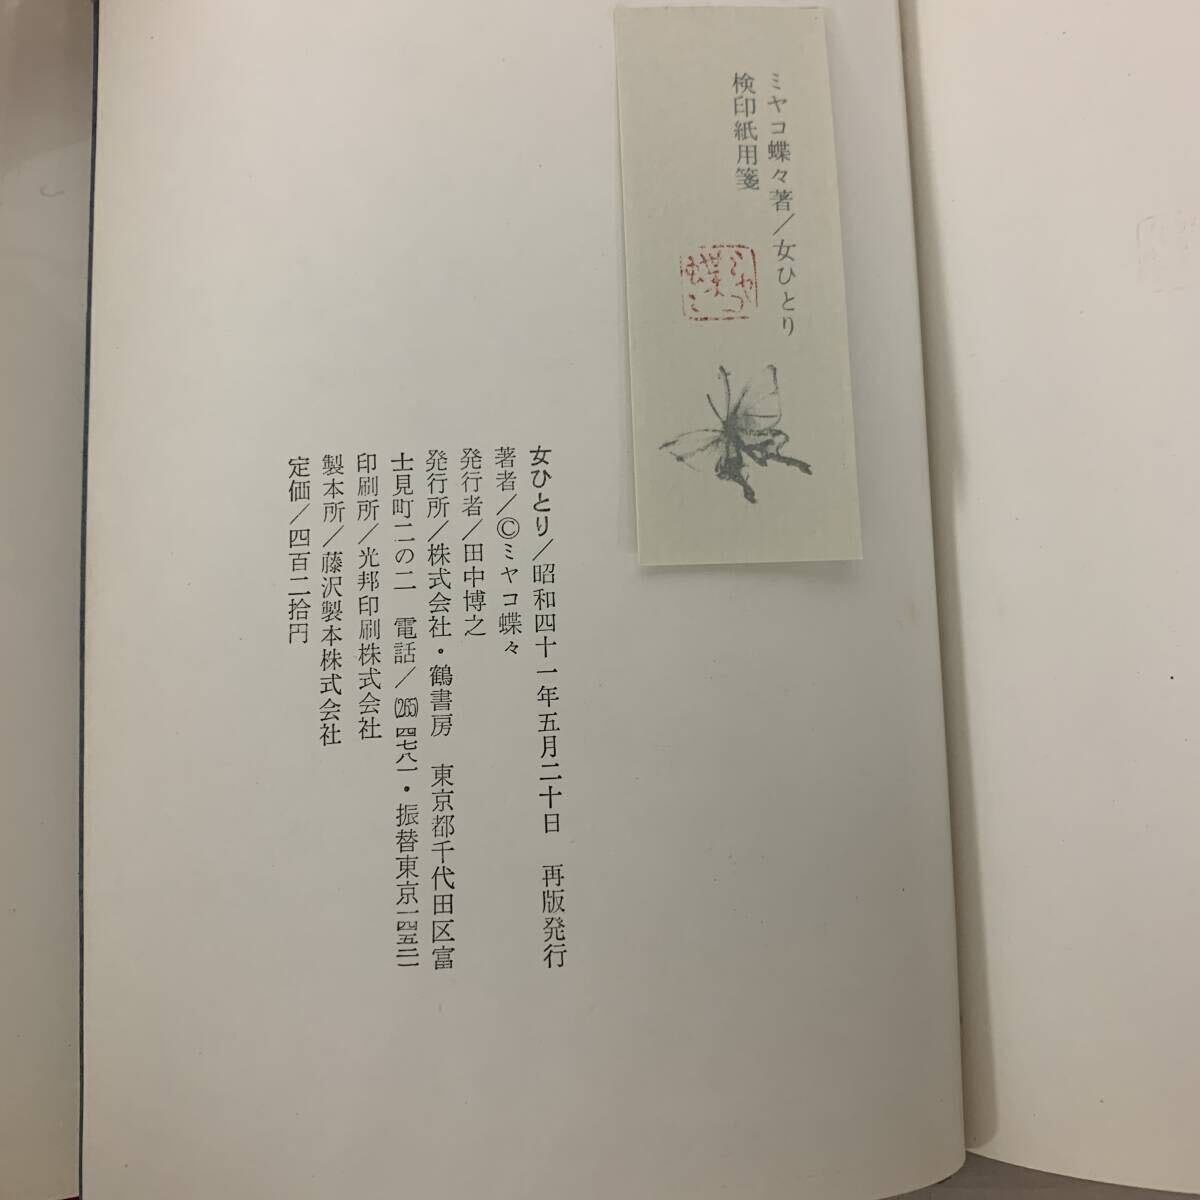 ミヤコ蝶々著／女ひとり
検印紙用箋
女ひとり／昭和四十一年五月二十日　再版発行
著者／©ミヤコ蝶々
発行者／田中博之
発行所／株式会社・鶴書房　東京都千代田区富
士見町二の二　電話／(265)四七八一・振替東京一四五三二
印刷所／光邦印刷株式会社
製本所／藤沢製本株式会社
定価／四百二拾円